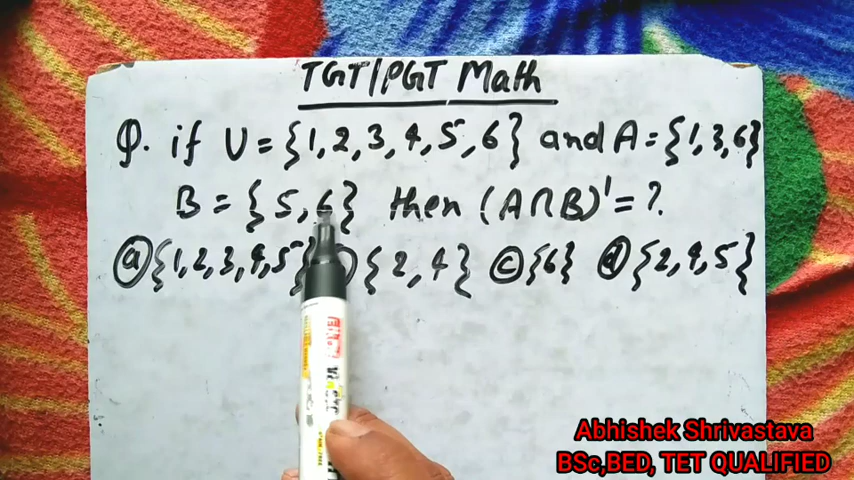 TGT/PGT Math
Q. if U = {1, 2, 3, 4, 5, 6} and A = {1, 3, 6}
B = {5, 6} then (A∩B)' = ?
ⓐ {1, 2, 3, 4, 5} {2, 4} ⓒ {6} ⓓ {2, 4, 5}
Abhishek Shrivastava
BSc,BED, TET QUALIFIED